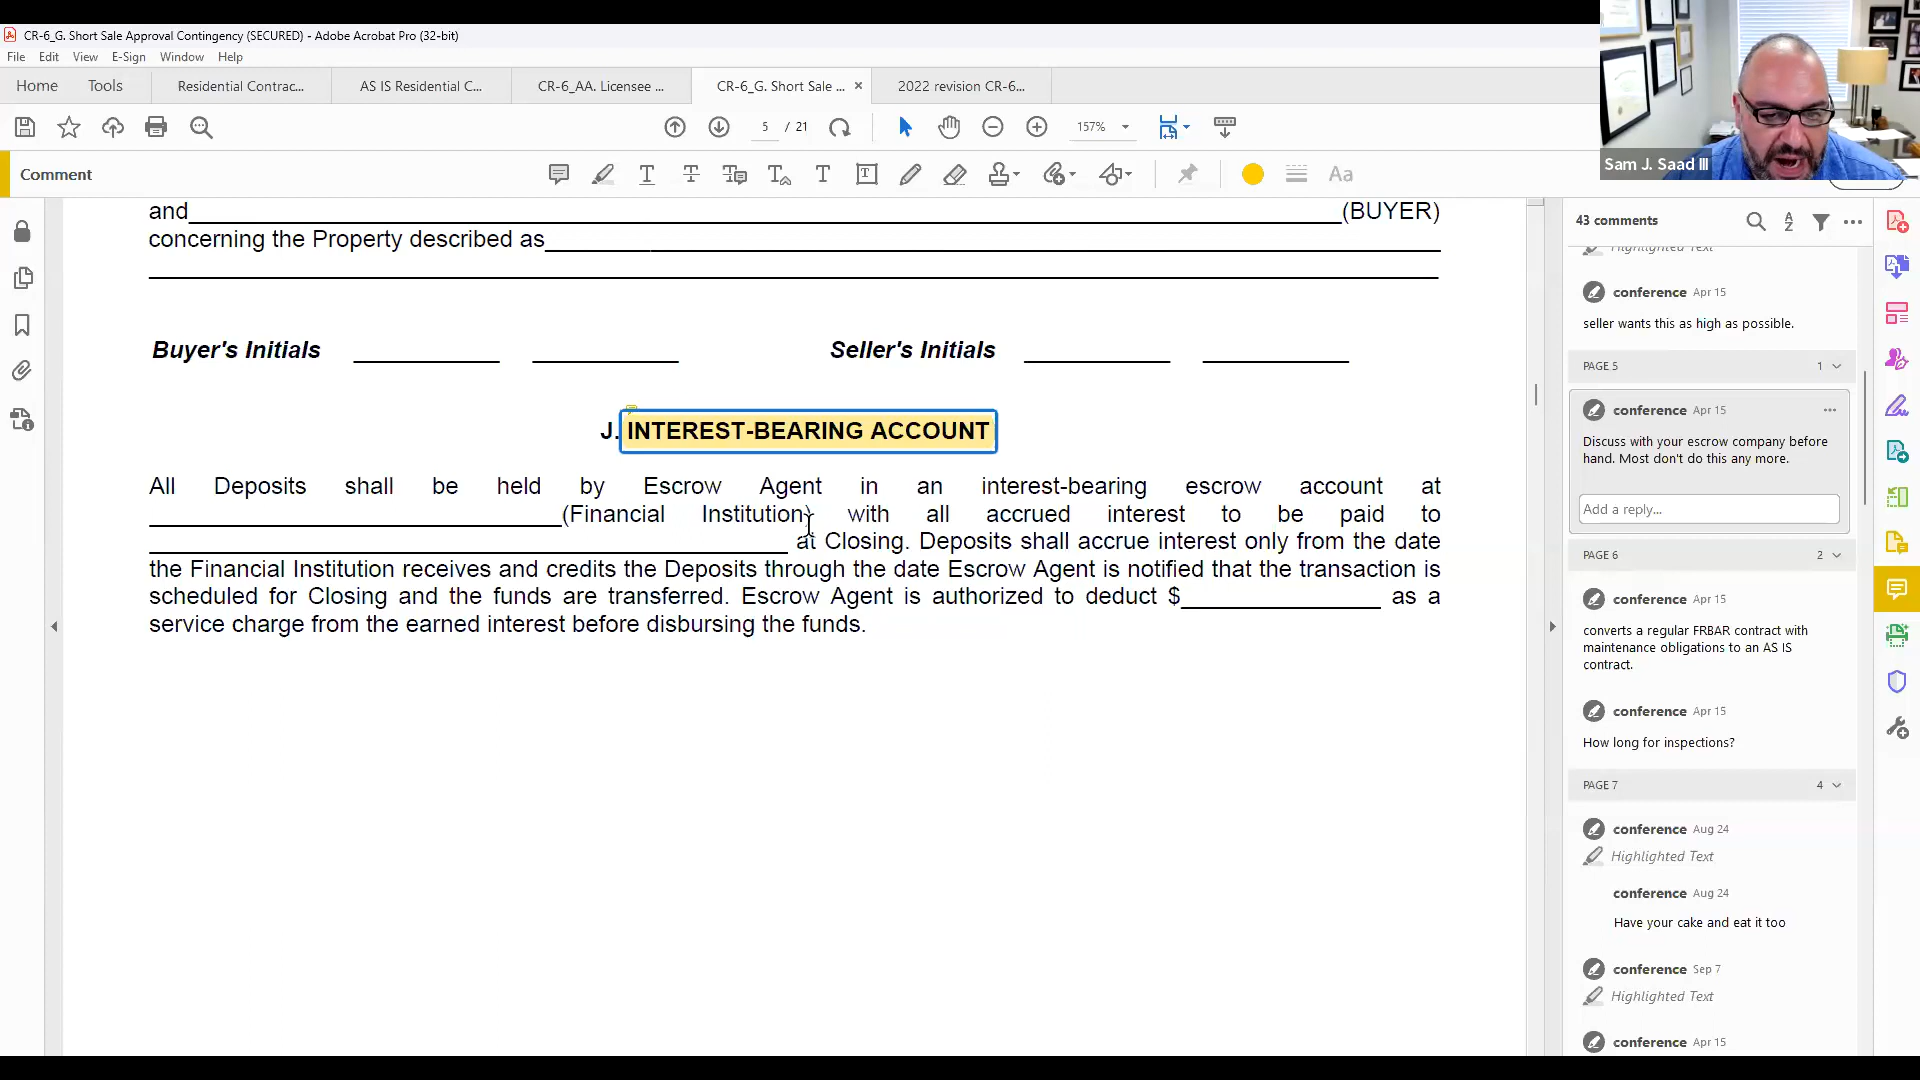 CR-6_G. Short Sale Approval Contingency (SECURED) - Adobe Acrobat Pro (32-bit)
File Edit View E-Sign Window Help
Home Tools Residential Contrac... AS IS Residential C... CR-6_AA. Licensee ... CR-6_G. Short Sale ... × 2022 revision CR-6...
5 / 21 157%
Sam J. Saad III
Comment
Aa
and (BUYER)
concerning the Property described as
Buyer's Initials Seller's Initials
J. INTEREST-BEARING ACCOUNT
All Deposits shall be held by Escrow Agent in an interest-bearing escrow account at
(Financial Institution) with all accrued interest to be paid to
at Closing. Deposits shall accrue interest only from the date
the Financial Institution receives and credits the Deposits through the date Escrow Agent is notified that the transaction is
scheduled for Closing and the funds are transferred. Escrow Agent is authorized to deduct $ as a
service charge from the earned interest before disbursing the funds.
43 comments
Highlighted Text
conference Apr 15
seller wants this as high as possible.
PAGE 5 1
conference Apr 15
Discuss with your escrow company before
hand. Most don't do this any more.
Add a reply...
PAGE 6 2
conference Apr 15
converts a regular FRBAR contract with
maintenance obligations to an AS IS
contract.
conference Apr 15
How long for inspections?
PAGE 7 4
conference Aug 24
Highlighted Text
conference Aug 24
Have your cake and eat it too
conference Sep 7
Highlighted Text
conference Apr 15